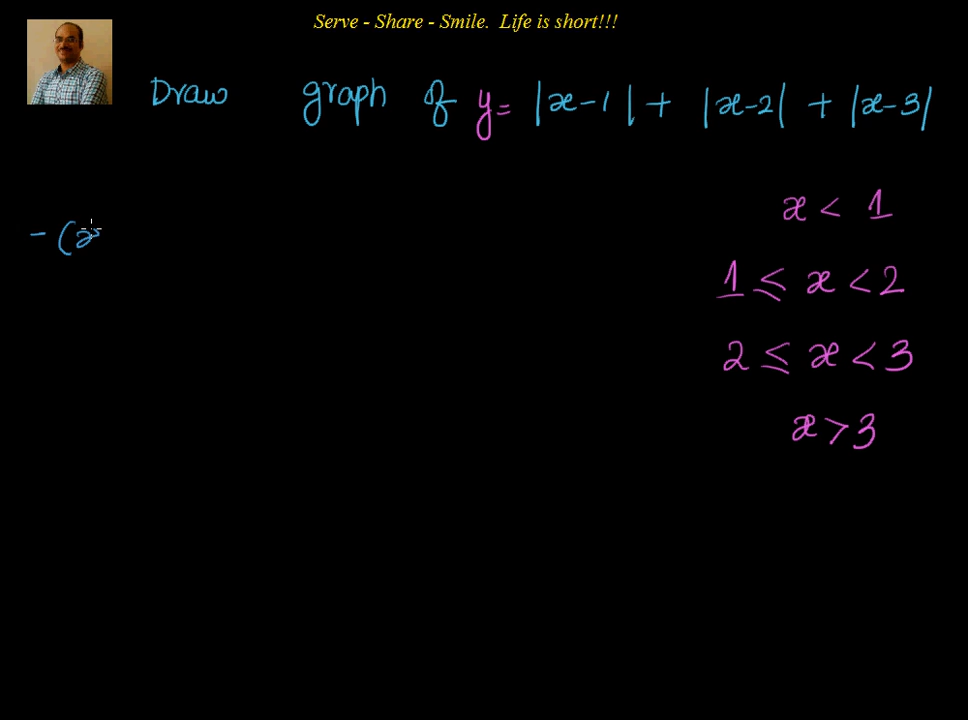 Serve - Share - Smile. Life is short!!!
Draw graph of y= |x-1| + |x-2| + |x-3|
x < 1
- (x
1 ≤ x < 2
2 ≤ x < 3
x > 3